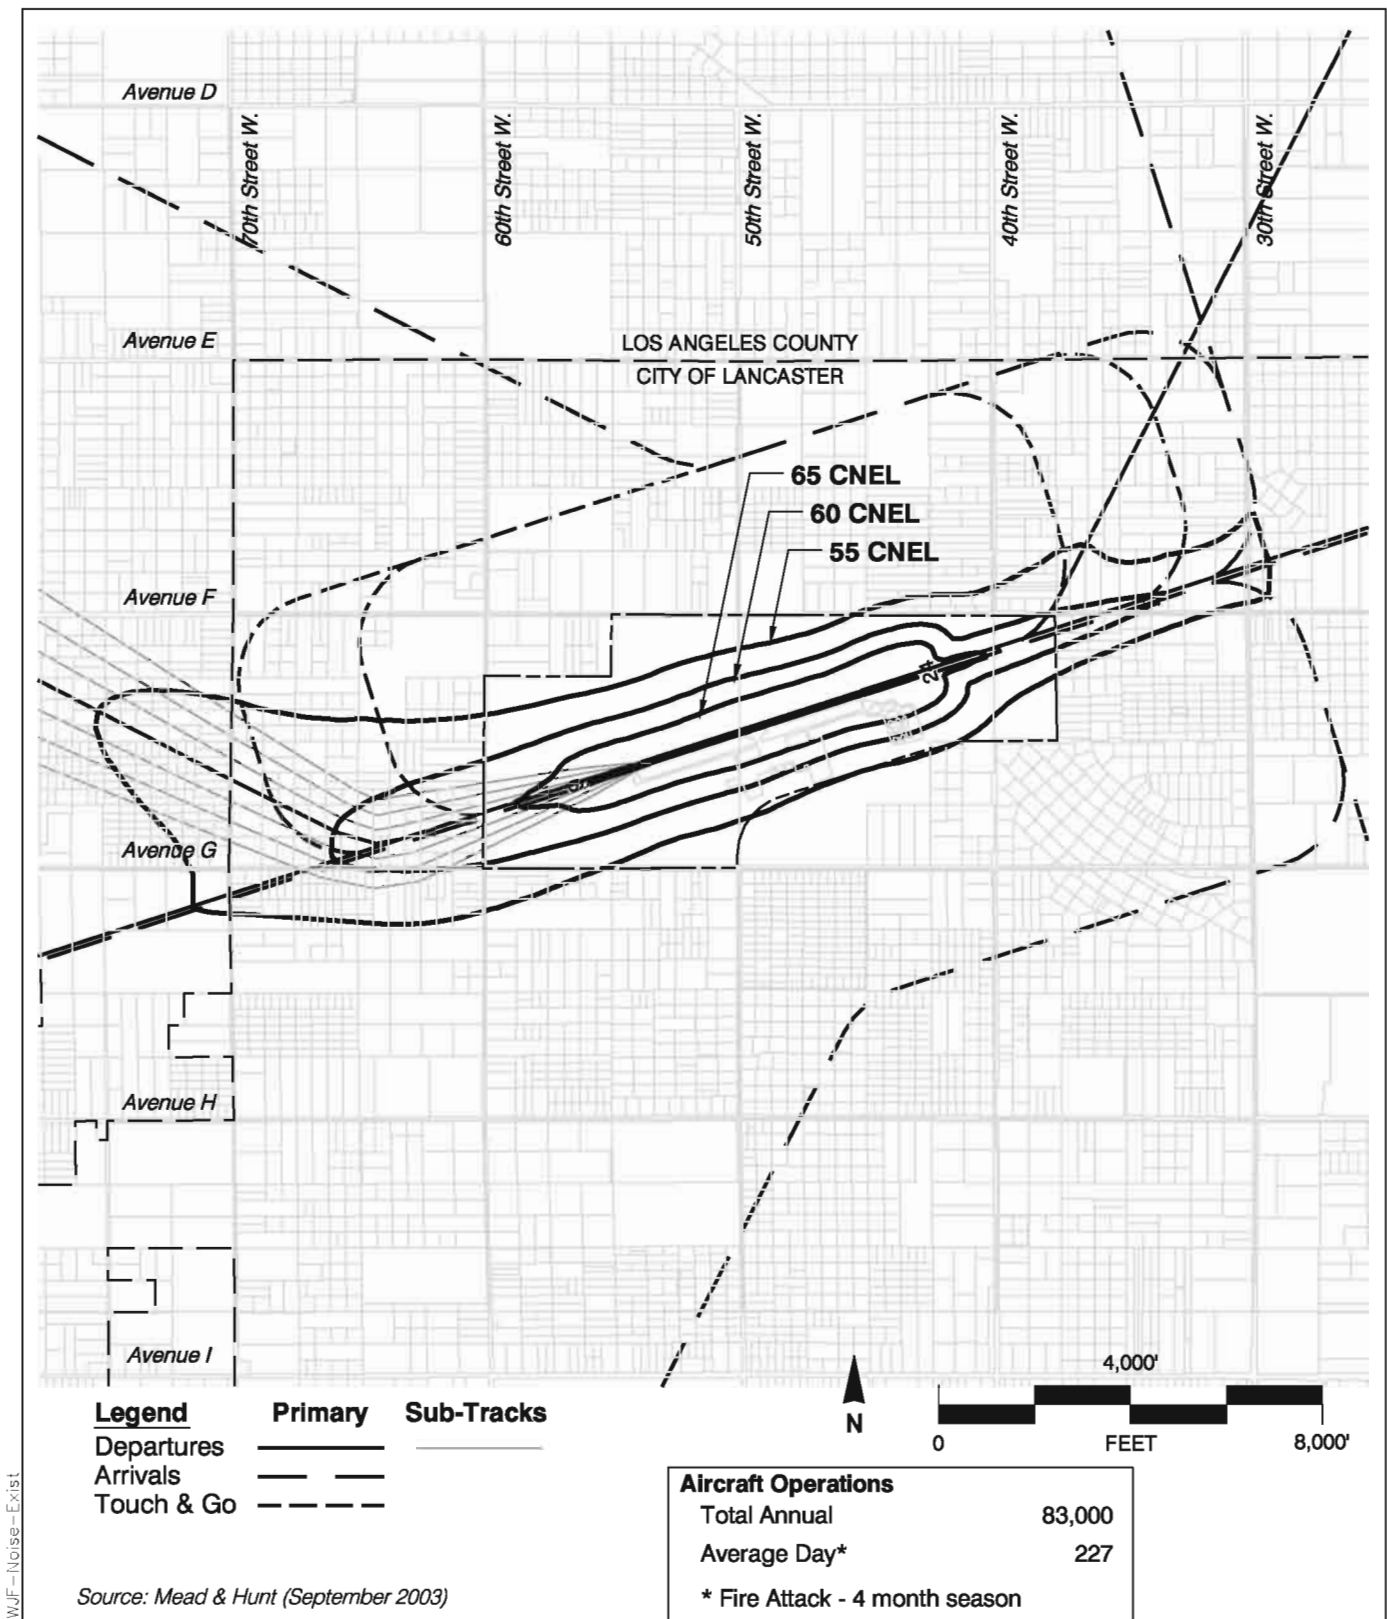 Avenue D
70th Street W.
60th Street W.
50th Street W.
40th Street W.
30th Street W.
Avenue E
LOS ANGELES COUNTY
CITY OF LANCASTER
65 CNEL
60 CNEL
55 CNEL
Avenue F
24
Avenue G
Avenue H
Avenue I
4,000'
N
0
FEET
8,000'
Legend
Primary
Sub-Tracks
Departures
Arrivals
Touch & Go
Aircraft Operations
Total Annual 83,000
Average Day* 227
* Fire Attack - 4 month season
Source: Mead & Hunt (September 2003)
WJF-Noise-Exist